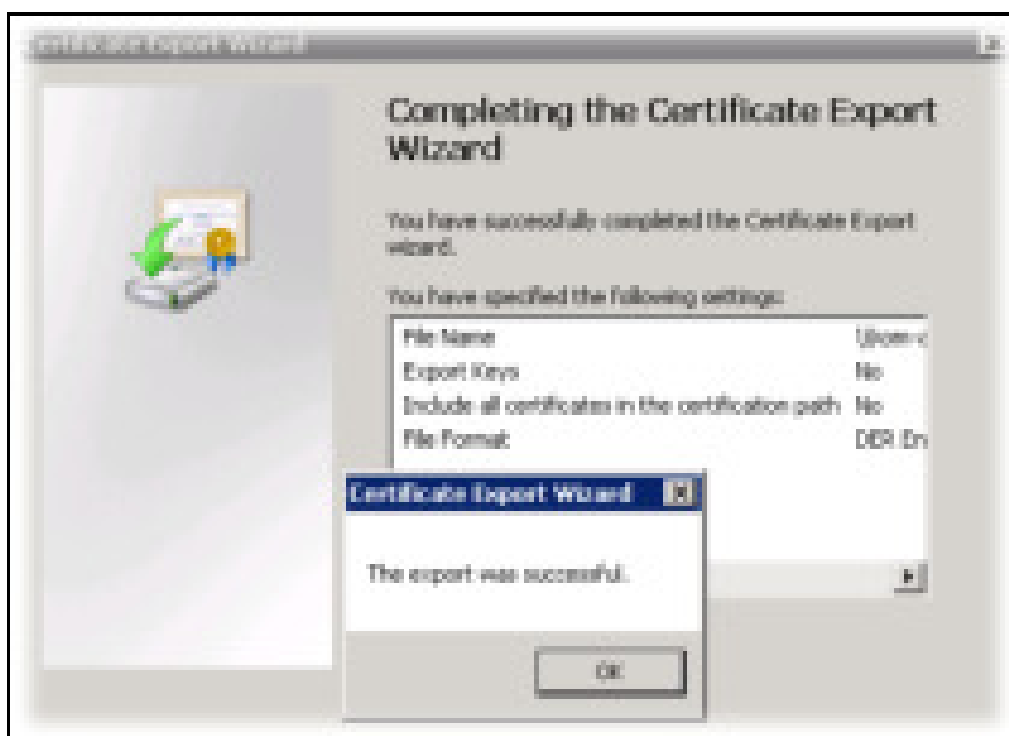 Certificate Export Wizard
Completing the Certificate Export
Wizard
You have successfully completed the Certificate Export
wizard.
You have specified the following settings:
File Name
Export Keys No
Include all certificates in the certification path No
File Format DER En
Certificate Export Wizard
The export was successful.
OK